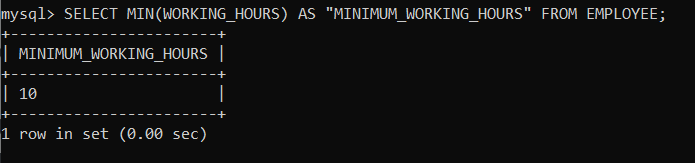 mysql> SELECT MIN(WORKING_HOURS) AS "MINIMUM_WORKING_HOURS" FROM EMPLOYEE;
+-----------------------+
| MINIMUM_WORKING_HOURS |
+-----------------------+
| 10                    |
+-----------------------+
1 row in set (0.00 sec)